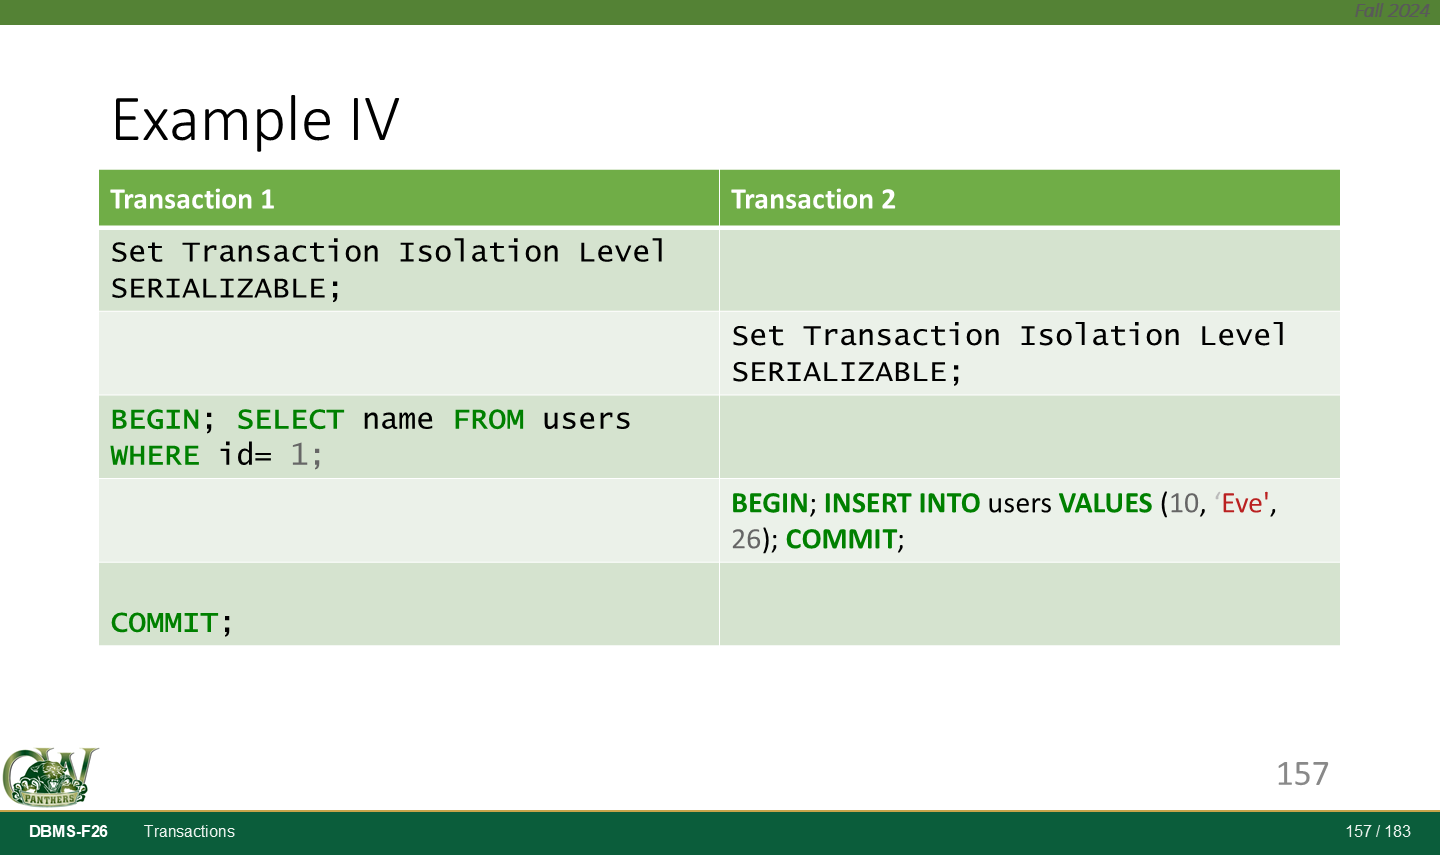 Fall 2024
Example IV
Transaction 1
Transaction 2
Set Transaction Isolation Level
SERIALIZABLE;
Set Transaction Isolation Level
SERIALIZABLE;
BEGIN; SELECT name FROM users
WHERE id= 1;
BEGIN; INSERT INTO users VALUES (10, ‘Eve',
26); COMMIT;
COMMIT;
157
OW
PANTHERS
DBMS-F26 Transactions 157 / 183